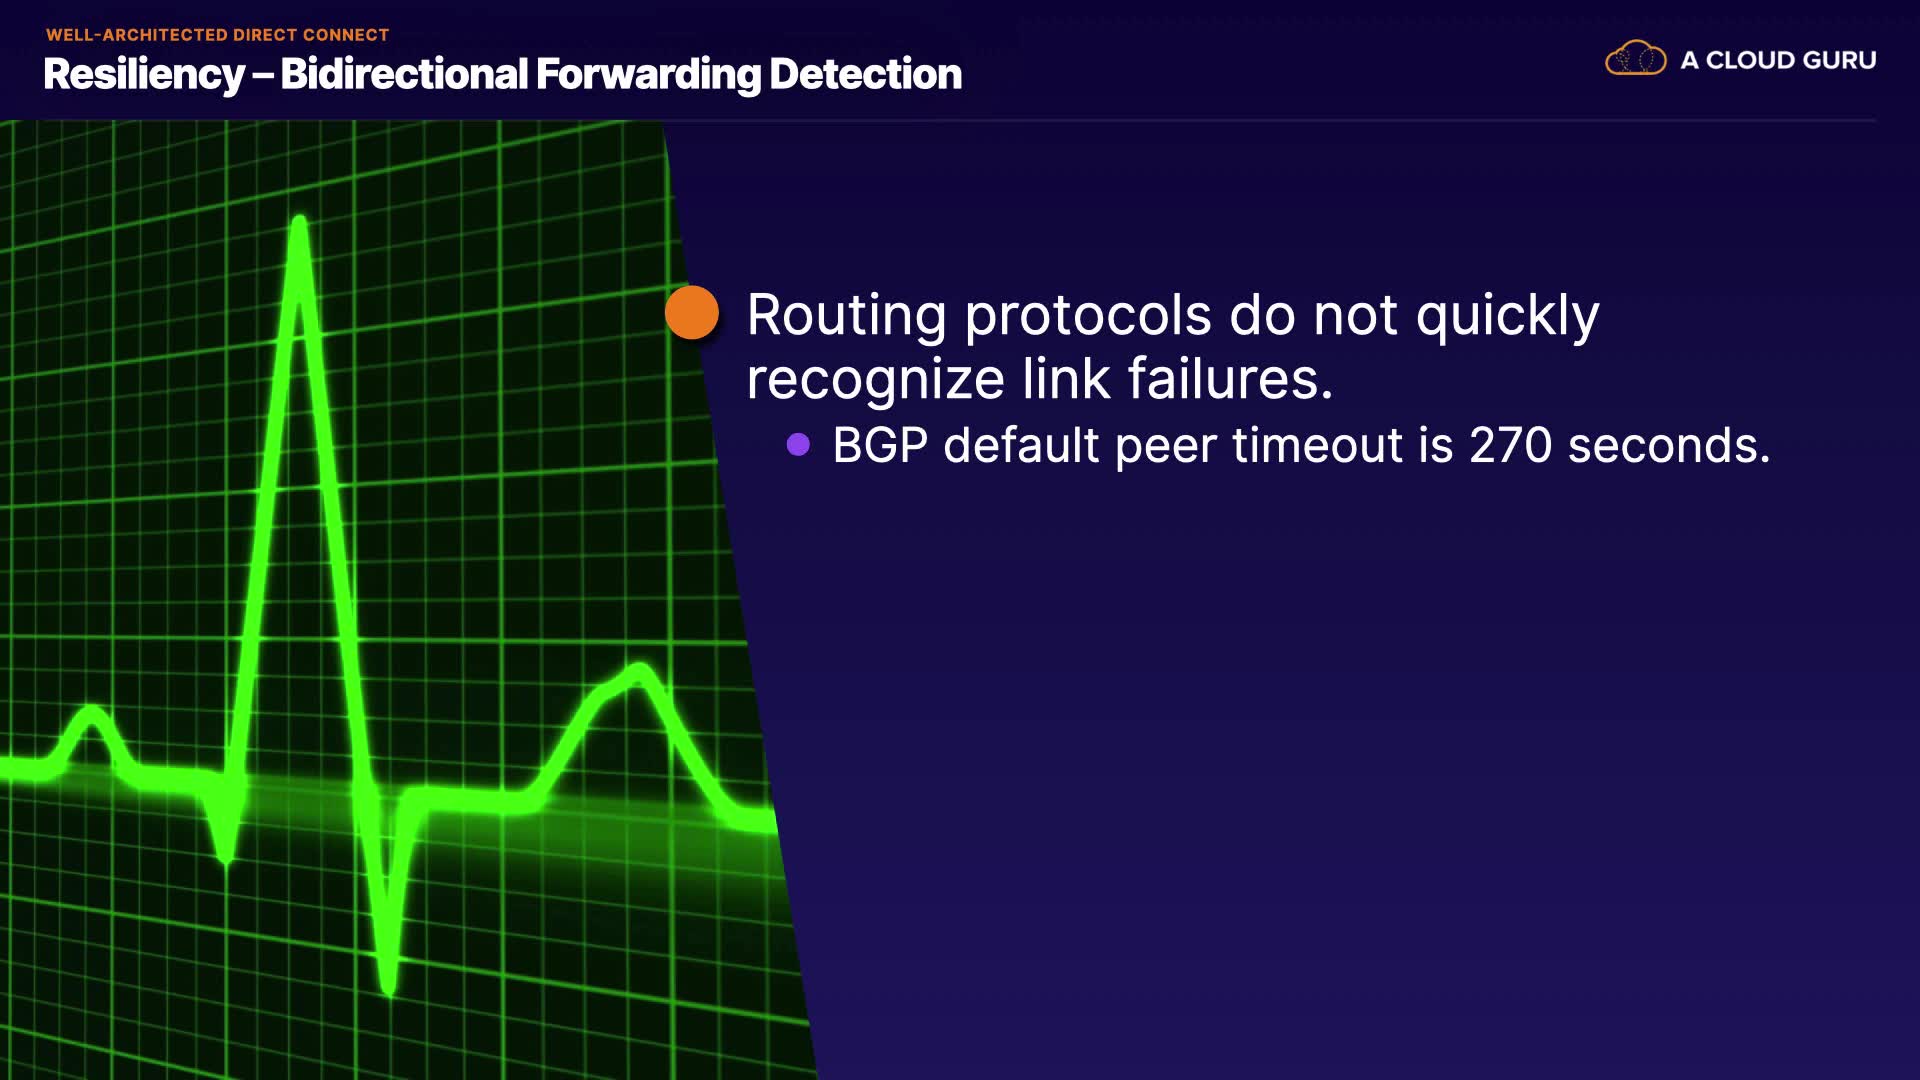 WELL-ARCHITECTED DIRECT CONNECT
Resiliency – Bidirectional Forwarding Detection
A CLOUD GURU
Routing protocols do not quickly
recognize link failures.
BGP default peer timeout is 270 seconds.